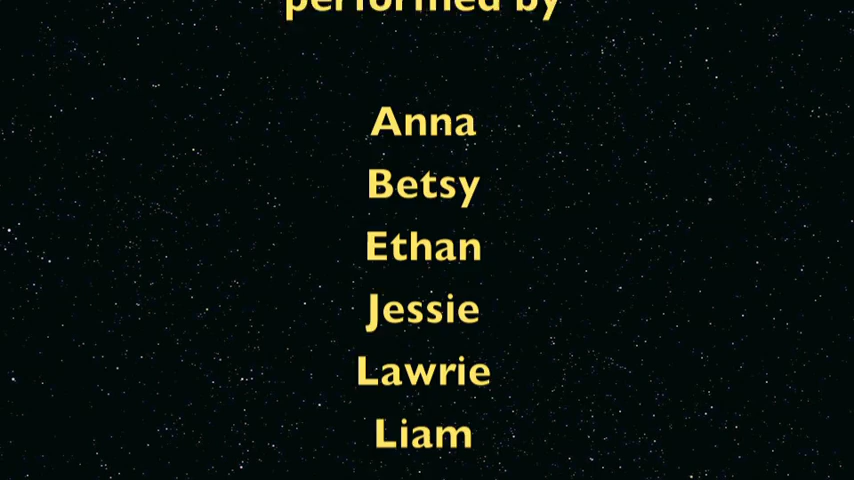 performed by
Anna
Betsy
Ethan
Jessie
Lawrie
Liam